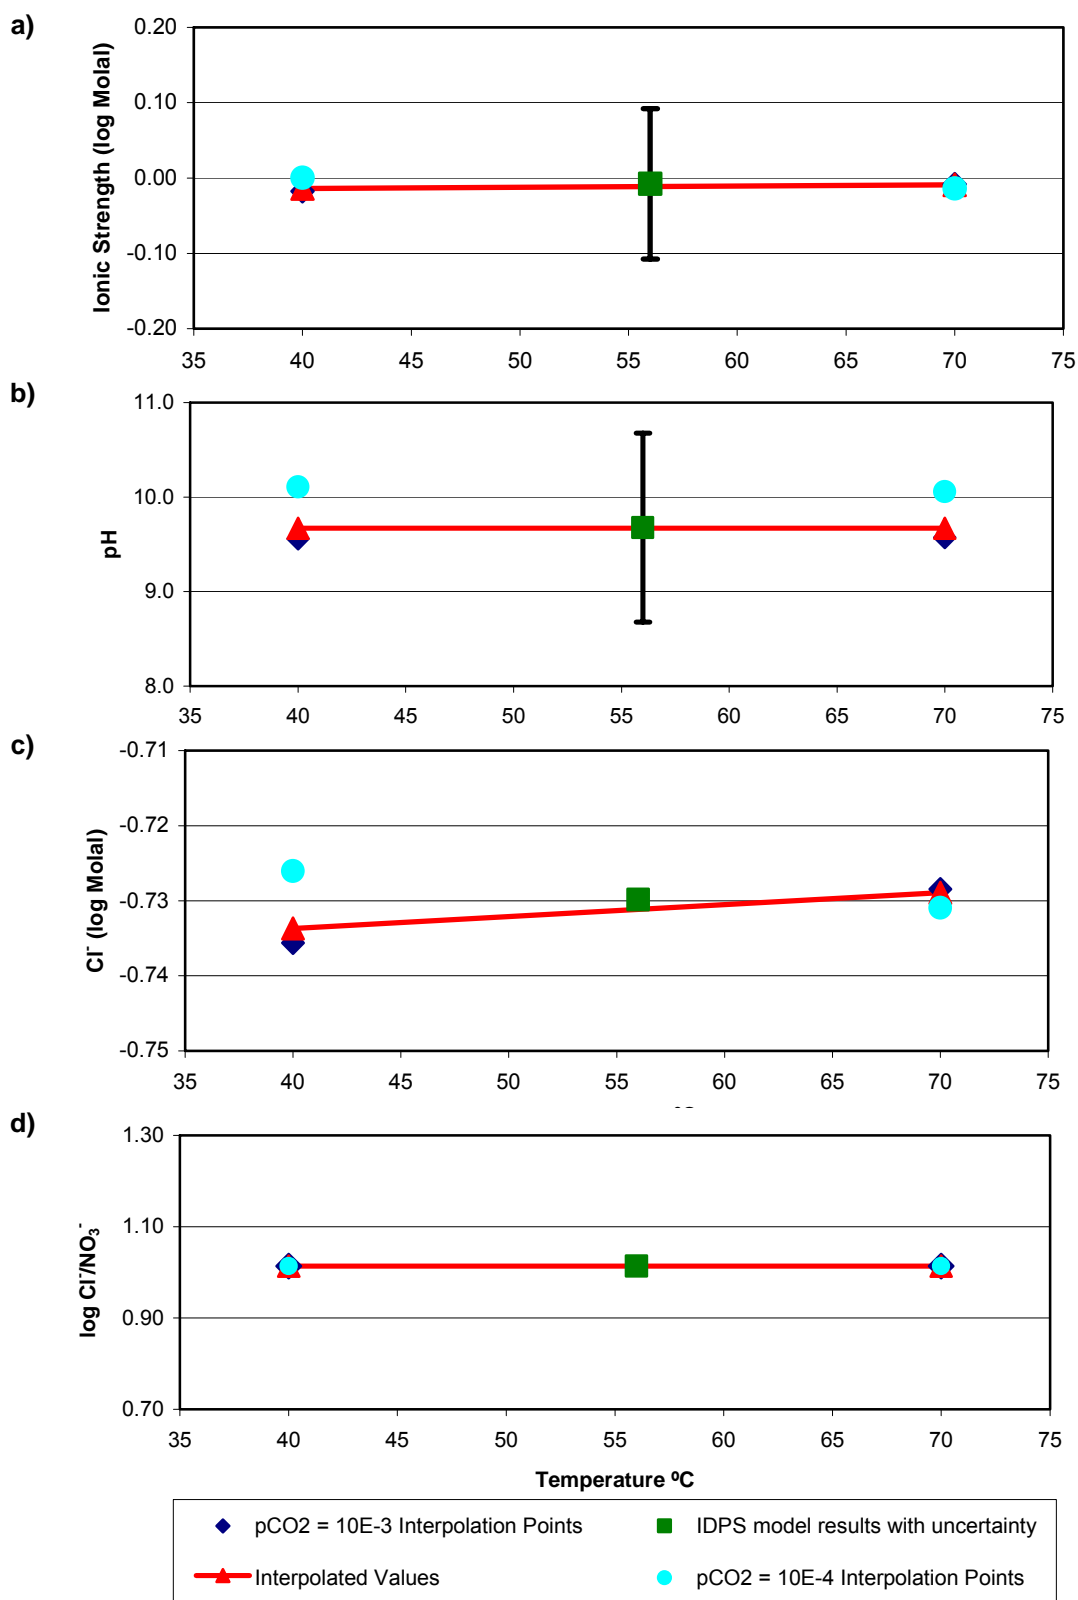 a)
Ionic Strength (log Molal)
0.20
0.10
0.00
-0.10
-0.20
35 40 45 50 55 60 65 70 75
b)
pH
11.0
10.0
9.0
8.0
35 40 45 50 55 60 65 70 75
c)
Cl⁻ (log Molal)
-0.71
-0.72
-0.73
-0.74
-0.75
35 40 45 50 55 60 65 70 75
d)
log Cl⁻/NO₃⁻
1.30
1.10
0.90
0.70
35 40 45 50 55 60 65 70 75
Temperature ºC
pCO2 = 10E-3 Interpolation Points
IDPS model results with uncertainty
Interpolated Values
pCO2 = 10E-4 Interpolation Points